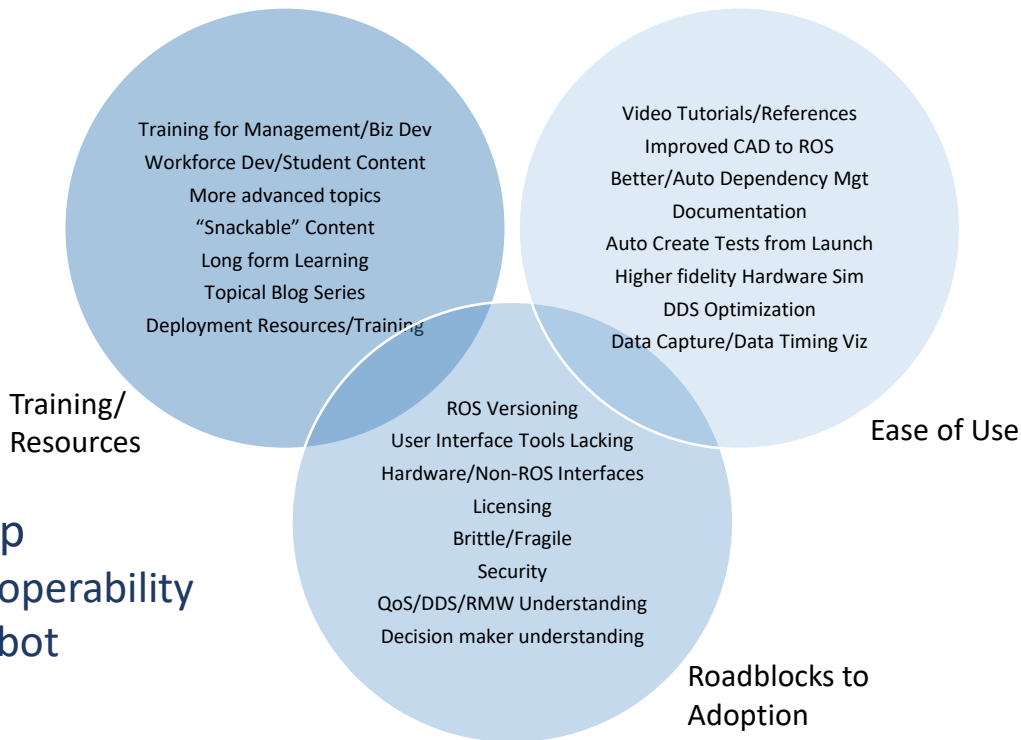 Training for Management/Biz Dev
Workforce Dev/Student Content
More advanced topics
“Snackable” Content
Long form Learning
Topical Blog Series
Deployment Resources/Training
Training/
Resources
Video Tutorials/References
Improved CAD to ROS
Better/Auto Dependency Mgt
Documentation
Auto Create Tests from Launch
Higher fidelity Hardware Sim
DDS Optimization
Data Capture/Data Timing Viz
Ease of Use
ROS Versioning
User Interface Tools Lacking
Hardware/Non-ROS Interfaces
Licensing
Brittle/Fragile
Security
QoS/DDS/RMW Understanding
Decision maker understanding
Roadblocks to
Adoption
p
operability
bot